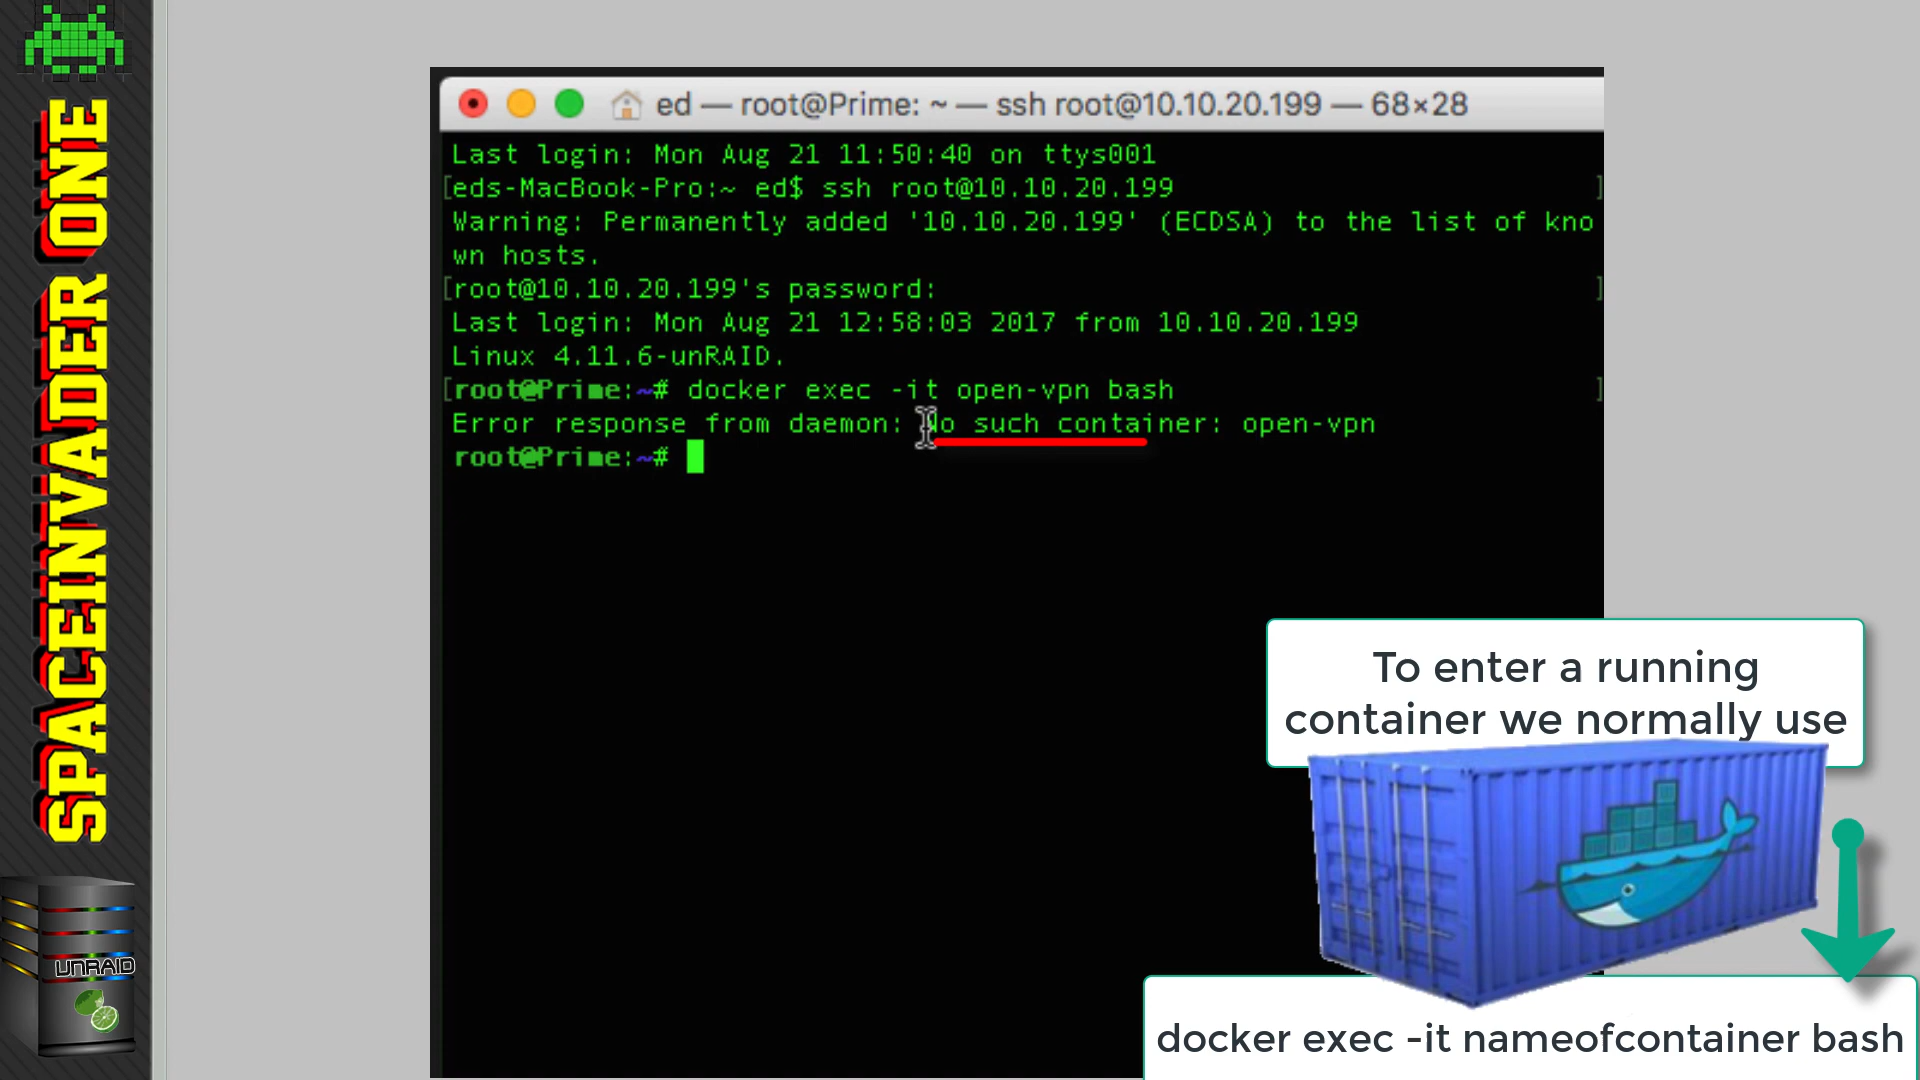 SPACEINVADER ONE
UNRAID
ed — root@Prime: ~ — ssh root@10.10.20.199 — 68×28
Last login: Mon Aug 21 11:50:40 on ttys001
[eds-MacBook-Pro:~ ed$ ssh root@10.10.20.199 ]
Warning: Permanently added '10.10.20.199' (ECDSA) to the list of kno
wn hosts.
[root@10.10.20.199's password: ]
Last login: Mon Aug 21 12:58:03 2017 from 10.10.20.199
Linux 4.11.6-unRAID.
[root@Prime:~# docker exec -it open-vpn bash ]
Error response from daemon: No such container: open-vpn
root@Prime:~#
To enter a running
container we normally use
docker exec -it nameofcontainer bash